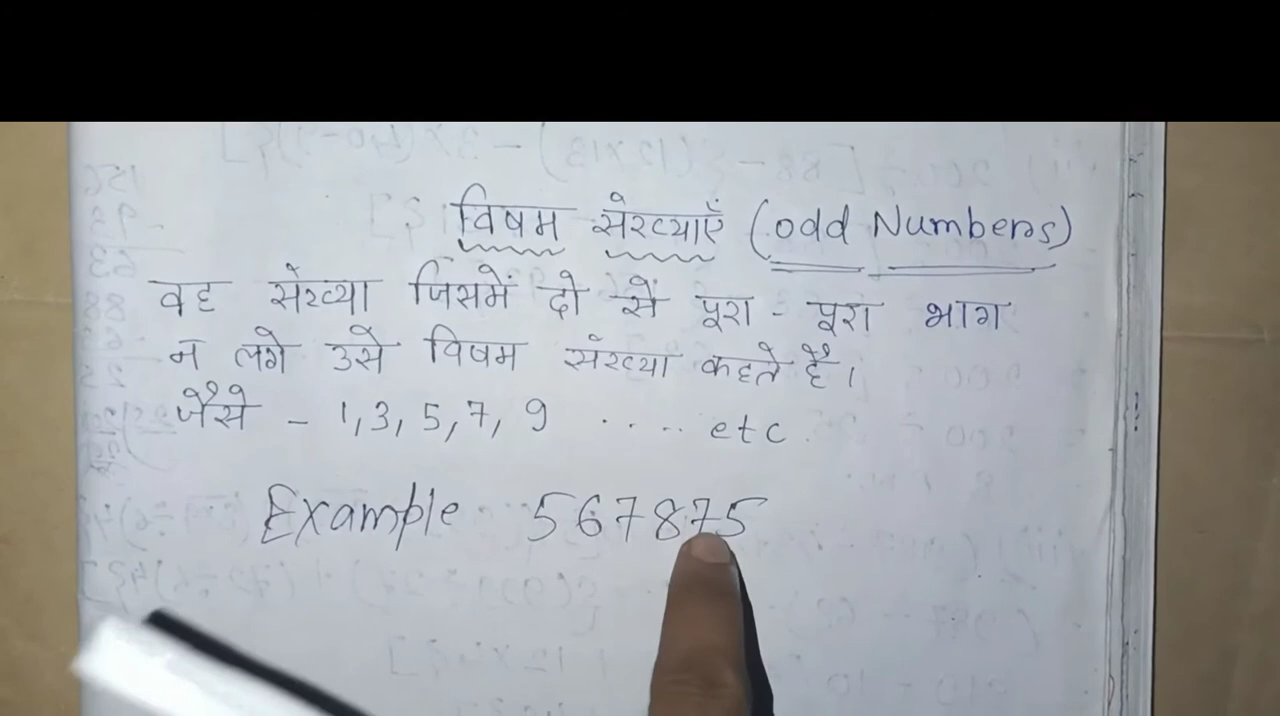 विषम संख्याएँ (odd Numbers)
वह संख्या जिसमें दो से पूरा - पूरा भाग
न लगे उसे विषम संख्या कहते है।
जैसे - 1, 3, 5, 7, 9 ..... etc
Example 567875